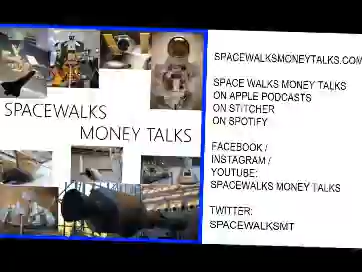 SPACEWALKS
MONEY TALKS
SPACEWALKSMONEYTALKS.COM
SPACE WALKS MONEY TALKS
ON APPLE PODCASTS
ON STITCHER
ON SPOTIFY
FACEBOOK /
INSTAGRAM /
YOUTUBE:
SPACEWALKS MONEY TALKS
TWITTER:
SPACEWALKSMT